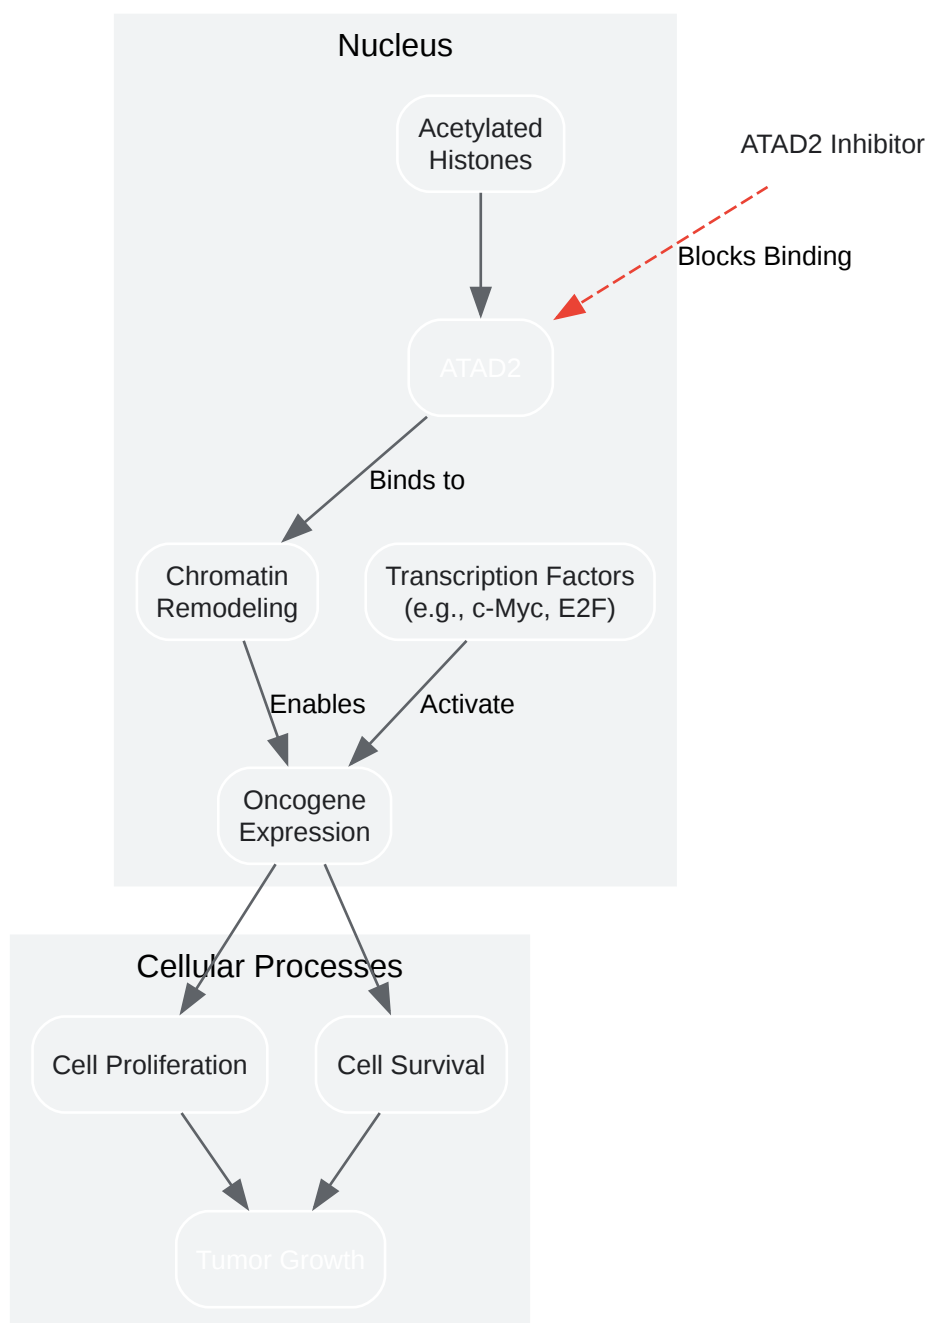 Nucleus
Acetylated
Histones
ATAD2 Inhibitor
Blocks Binding
ATAD2
Binds to
Chromatin
Remodeling
Transcription Factors
(e.g., c-Myc, E2F)
Enables
Activate
Oncogene
Expression
Cellular Processes
Cell Proliferation
Cell Survival
Tumor Growth